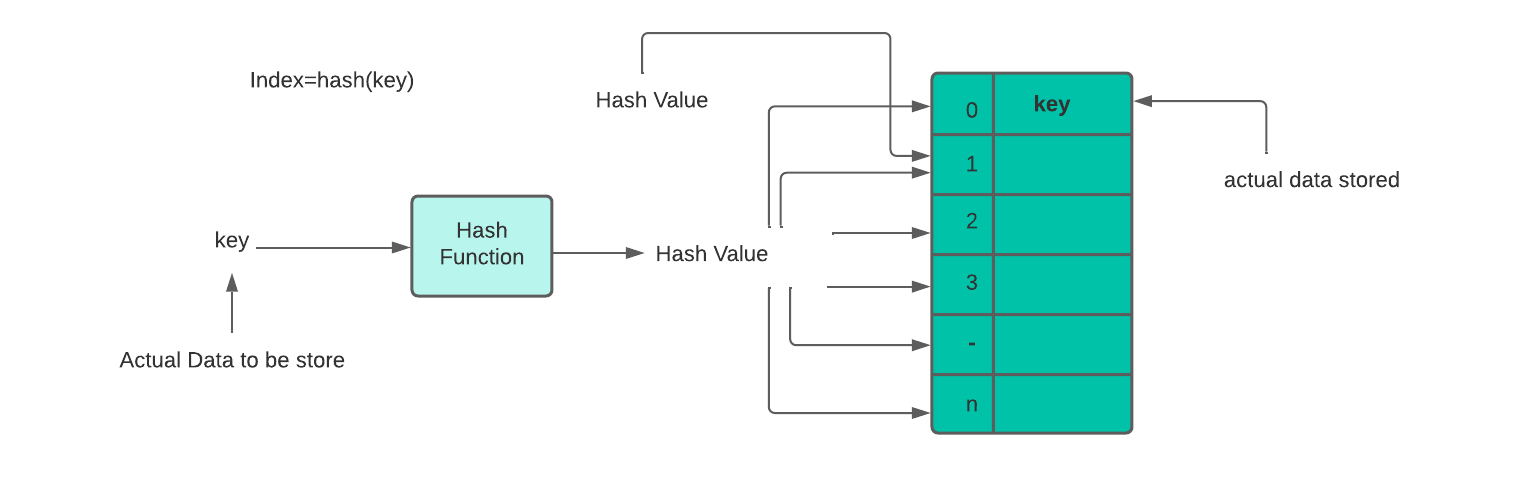 Index=hash(key)
Hash Value
0
key
1
actual data stored
2
key
Hash
Function
Hash Value
3
-
Actual Data to be store
n